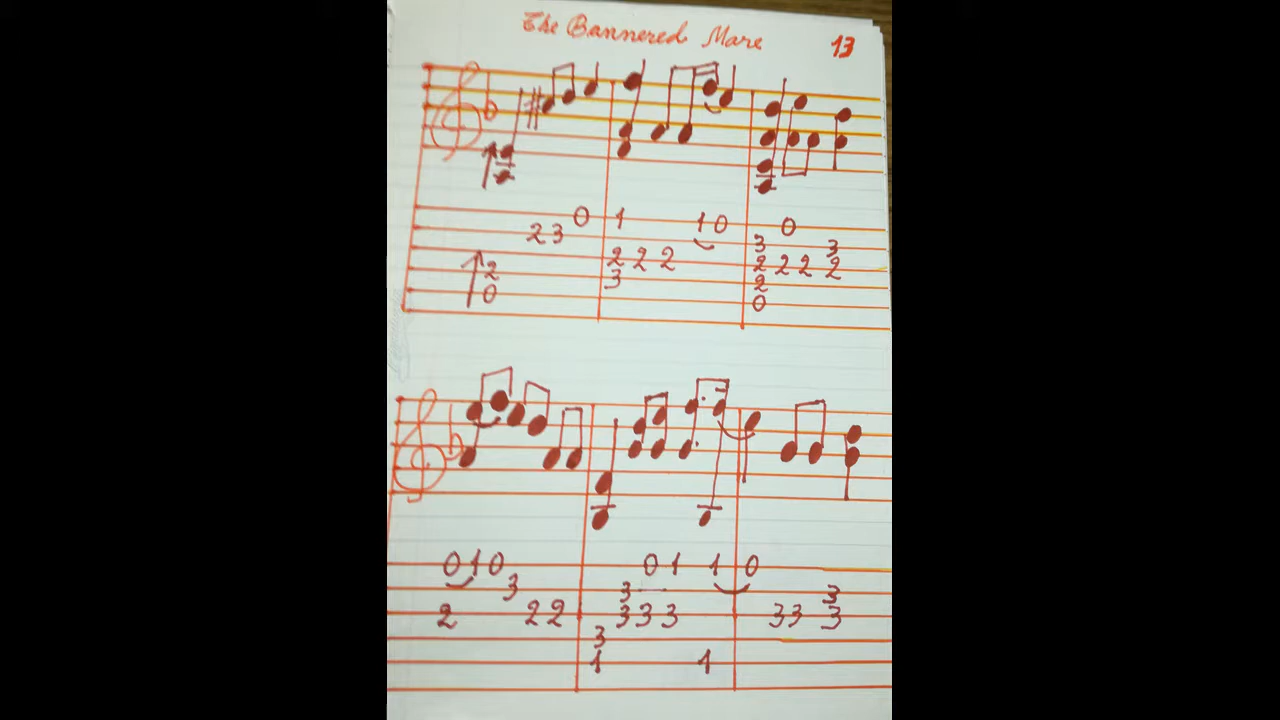 The Bannered Mare 13
0 1 1 0 0
2 3 3 3
2 2 2 2 2 2 2
2 3 2
0 0
0 1 0 0 1 1 0
3 3 3
2 2 2 3 3 3 3 3 3
3
1 1